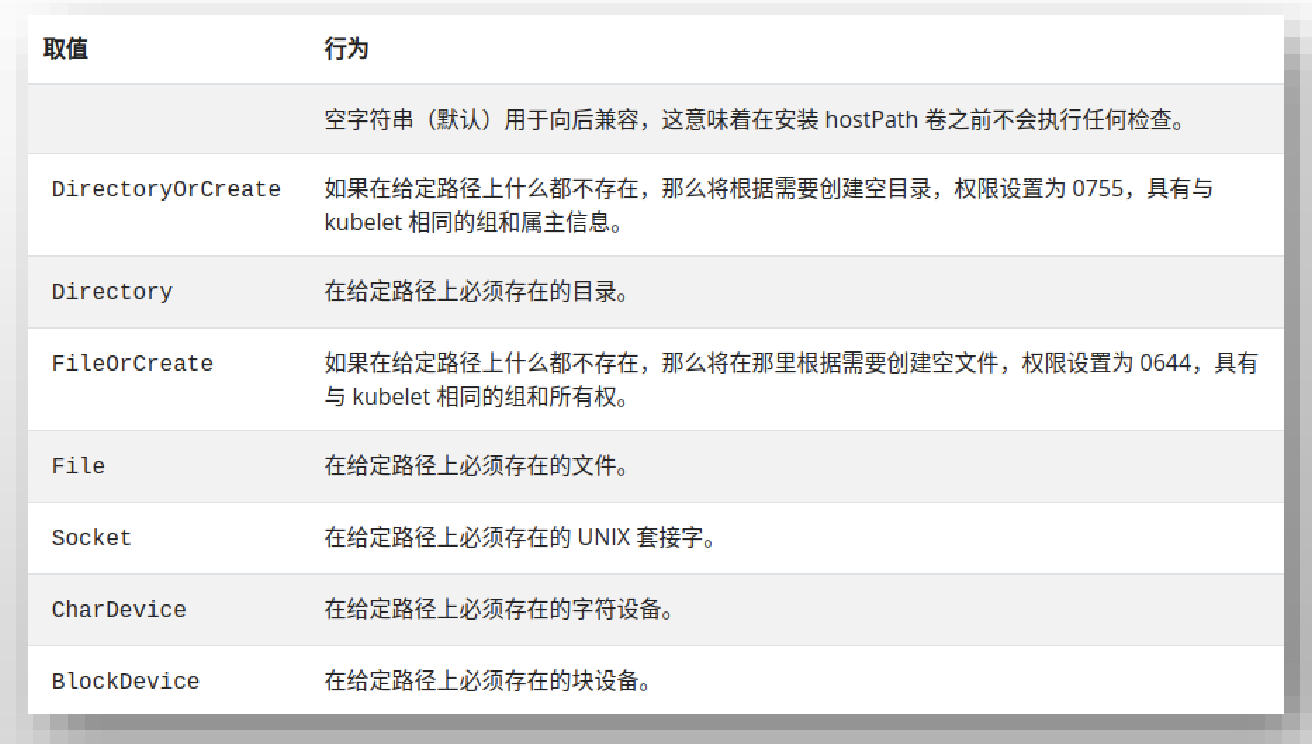 取值 行为
空字符串（默认）用于向后兼容，这意味着在安装 hostPath 卷之前不会执行任何检查。
DirectoryOrCreate 如果在给定路径上什么都不存在，那么将根据需要创建空目录，权限设置为 0755，具有与
kubelet 相同的组和属主信息。
Directory 在给定路径上必须存在的目录。
FileOrCreate 如果在给定路径上什么都不存在，那么将在那里根据需要创建空文件，权限设置为 0644，具有
与 kubelet 相同的组和所有权。
File 在给定路径上必须存在的文件。
Socket 在给定路径上必须存在的 UNIX 套接字。
CharDevice 在给定路径上必须存在的字符设备。
BlockDevice 在给定路径上必须存在的块设备。